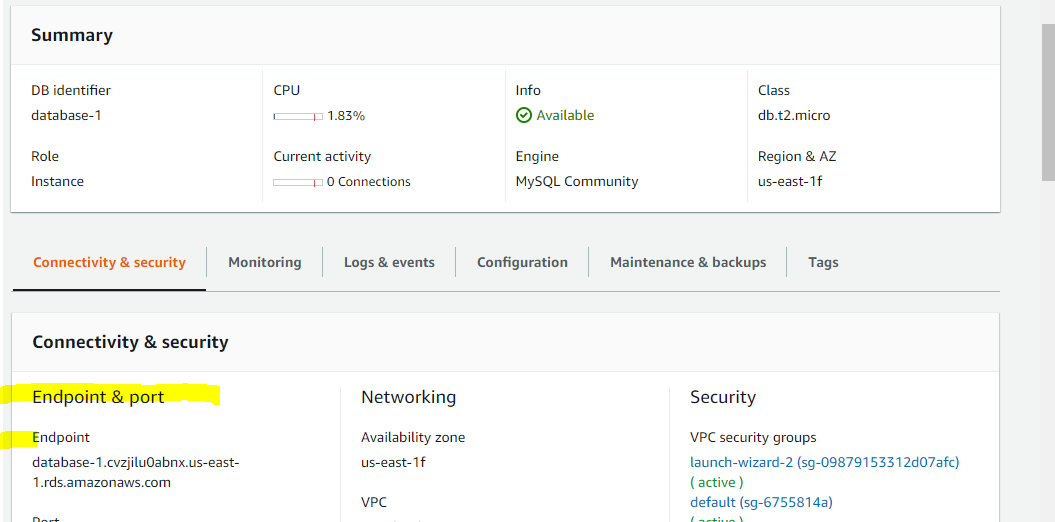 Summary
DB identifier
database-1
CPU
1.83%
Info
Available
Class
db.t2.micro
Role
Instance
Current activity
0 Connections
Engine
MySQL Community
Region & AZ
us-east-1f
Connectivity & security
Monitoring
Logs & events
Configuration
Maintenance & backups
Tags
Connectivity & security
Endpoint & port
Endpoint
database-1.cvzjilu0abnx.us-east-
1.rds.amazonaws.com
Port
Networking
Availability zone
us-east-1f
VPC
Security
VPC security groups
launch-wizard-2 (sg-09879153312d07afc)
( active )
default (sg-6755814a)
( active )